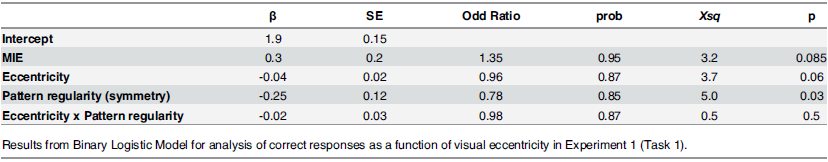 β SE Odd Ratio prob Xsq p
Intercept 1.9 0.15
MIE 0.3 0.2 1.35 0.95 3.2 0.085
Eccentricity -0.04 0.02 0.96 0.87 3.7 0.06
Pattern regularity (symmetry) -0.25 0.12 0.78 0.85 5.0 0.03
Eccentricity x Pattern regularity -0.02 0.03 0.98 0.87 0.5 0.5
Results from Binary Logistic Model for analysis of correct responses as a function of visual eccentricity in Experiment 1 (Task 1).